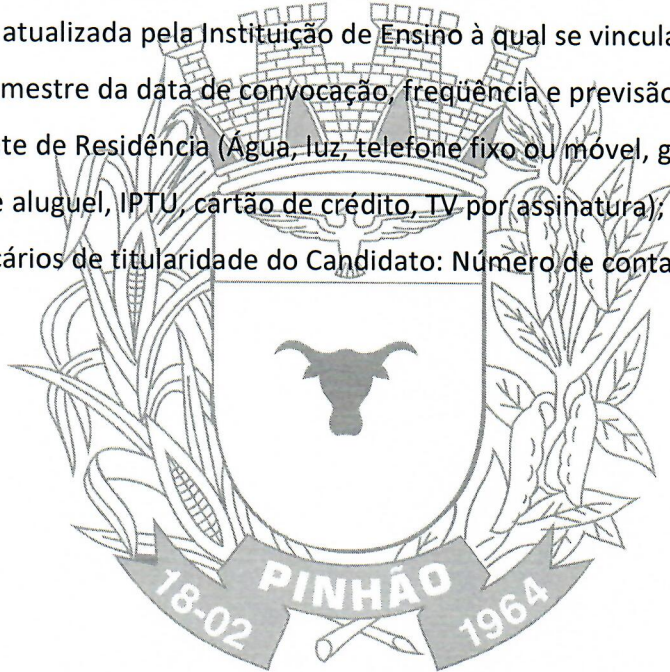 atualizada pela Instituição de Ensino à qual se vincula
mestre da data de convocação, freqüência e previsão
te de Residência (Água, luz, telefone fixo ou móvel, g
aluguel, IPTU, cartão de crédito, TV por assinatura);
cários de titularidade do Candidato: Número de conta
18-02 PINHÃO 1964